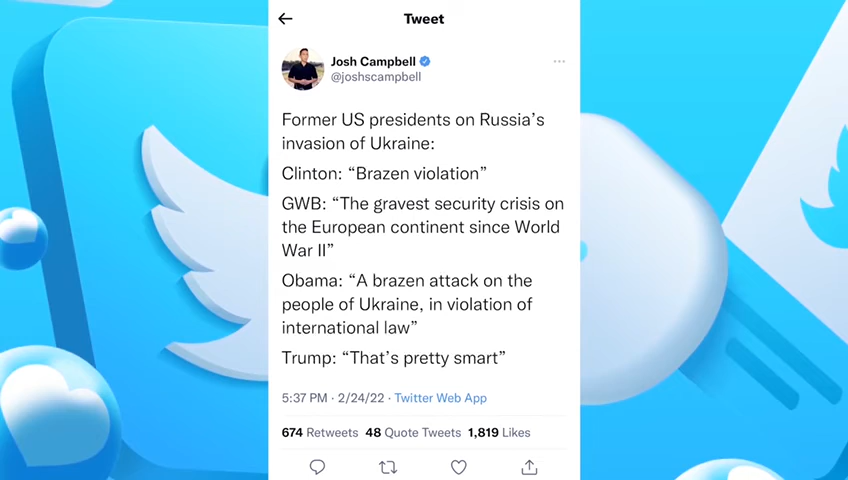 Tweet
Josh Campbell
@joshscampbell
Former US presidents on Russia’s
invasion of Ukraine:
Clinton: “Brazen violation”
GWB: “The gravest security crisis on
the European continent since World
War II”
Obama: “A brazen attack on the
people of Ukraine, in violation of
international law”
Trump: “That’s pretty smart”
5:37 PM · 2/24/22 · Twitter Web App
674 Retweets 48 Quote Tweets 1,819 Likes